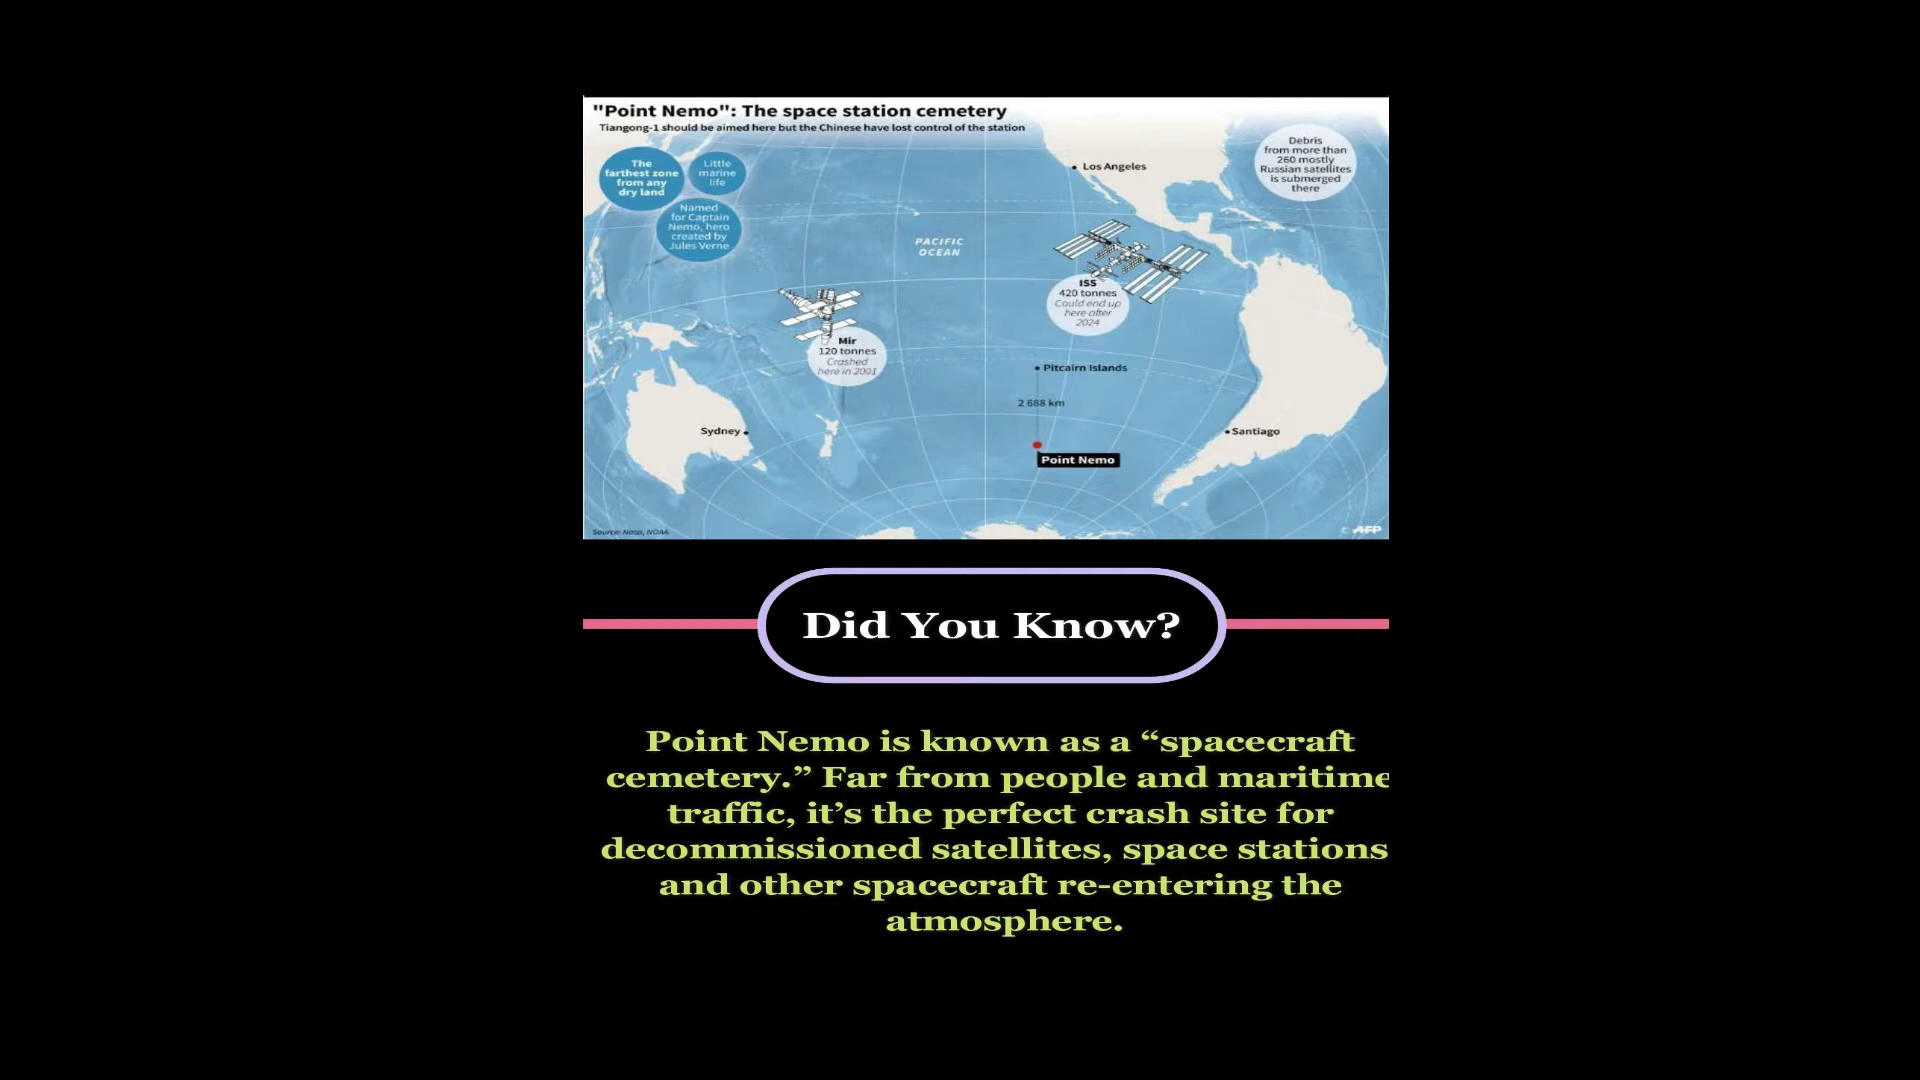 "Point Nemo": The space station cemetery
Tiangong-1 should be aimed here but the Chinese have lost control of the station
The
farthest zone
from any
dry land
Little
marine
life
Named
for Captain
Nemo, hero
created by
Jules Verne
Los Angeles
Debris
from more than
260 mostly
Russian satellites
is submerged
there
PACIFIC
OCEAN
ISS
420 tonnes
Could end up
here after
2024
Mir
120 tonnes
Crashed
here in 2001
Pitcairn Islands
2 688 km
Sydney
Santiago
Point Nemo
Source: Nasa, NOAA
© AFP
Did You Know?
Point Nemo is known as a “spacecraft
cemetery.” Far from people and maritime
traffic, it’s the perfect crash site for
decommissioned satellites, space stations
and other spacecraft re-entering the
atmosphere.